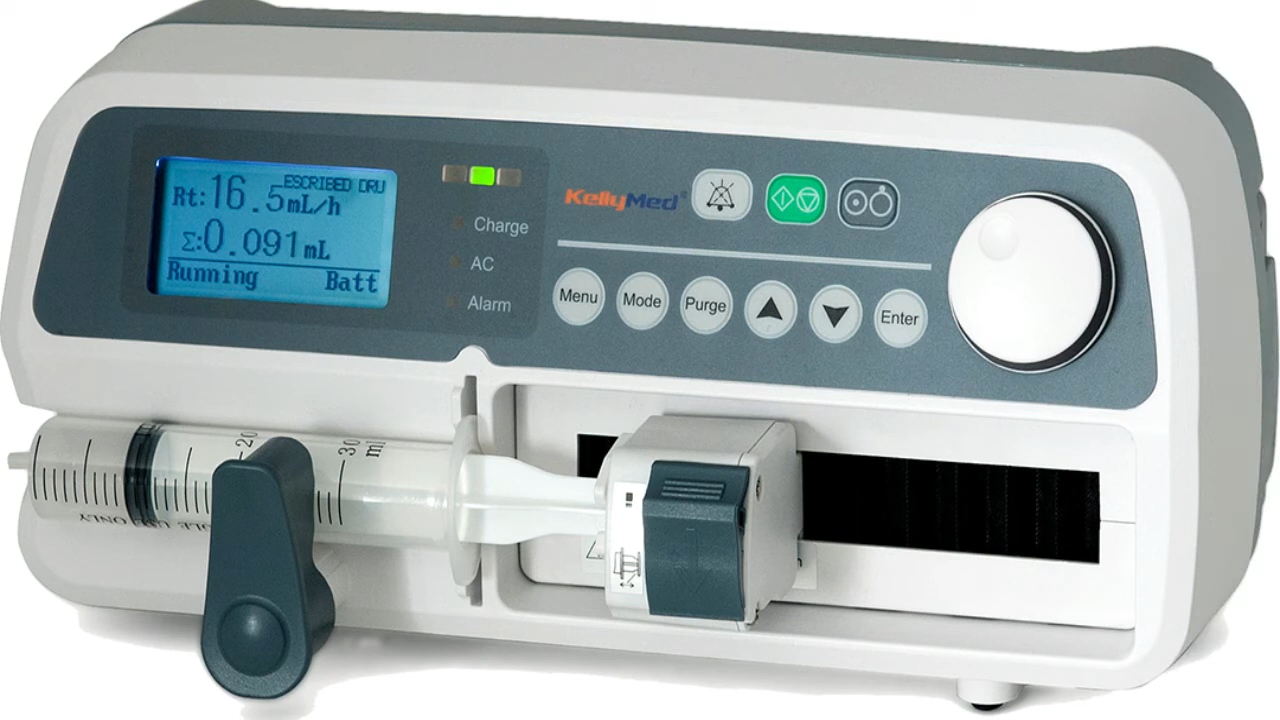 ESCRIBED DRU
Rt:16.5mL/h
Σ:0.091mL
Running Batt
Charge
AC
Alarm
KellyMed®
Menu
Mode
Purge
Enter
20
30
ml
ONLY